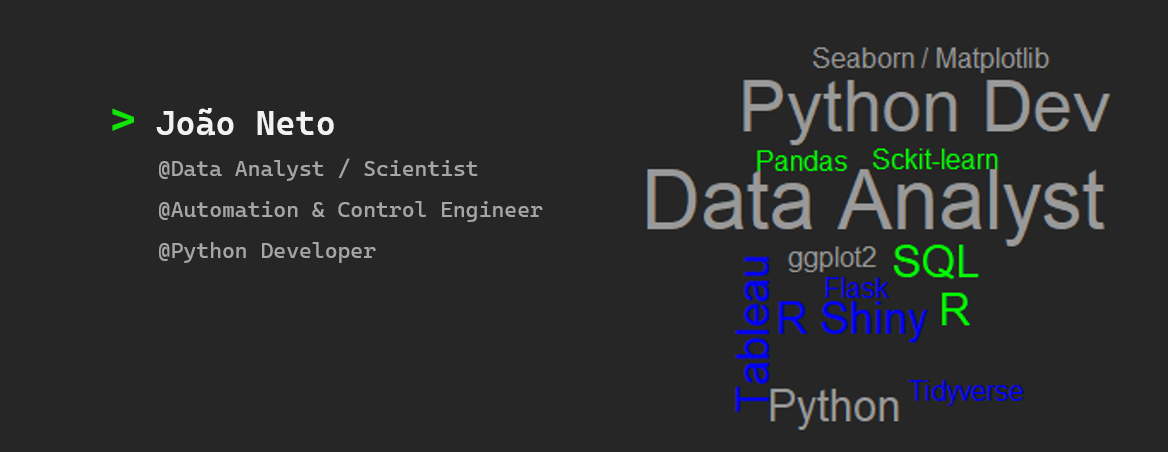 > João Neto
@Data Analyst / Scientist
@Automation & Control Engineer
@Python Developer
Seaborn / Matplotlib
Python Dev
Pandas Sckit-learn
Data Analyst
ggplot2 SQL
Tableau
Flask
R Shiny R
Python Tidyverse